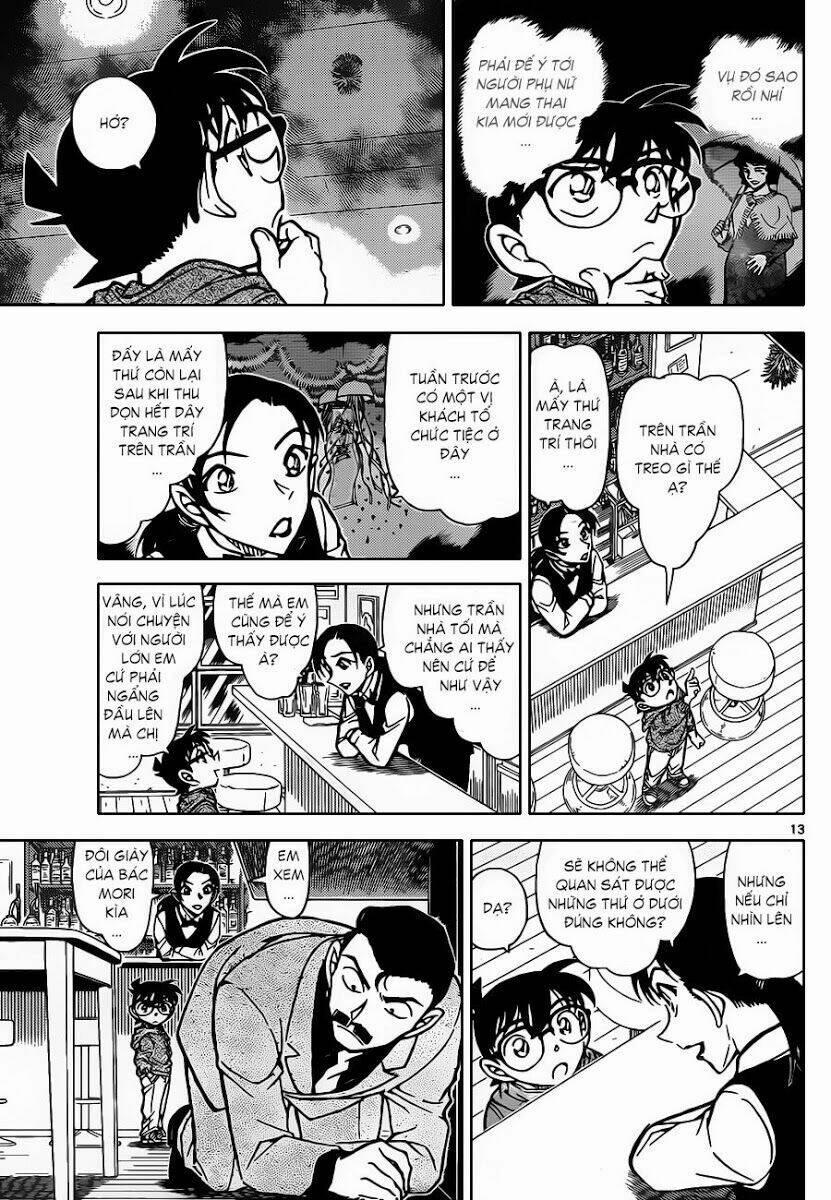 VỤ ĐÓ SAO
RỒI NHỈ
...
PHẢI ĐỂ Ý TỚI
NGƯỜI PHỤ NỮ
MANG THAI
KIA MỚI ĐƯỢC
...
HỚ?
TRÊN TRẦN
NHÀ CÓ
TREO GÌ THẾ
Ạ?
À, LÀ
MẤY THỨ
TRANG
TRÍ THÔI
TUẦN TRƯỚC
CÓ MỘT VỊ
KHÁCH TỔ
CHỨC TIỆC Ở
ĐÂY
...
ĐẤY LÀ MẤY
THỨ CÒN LẠI
SAU KHI THU
DỌN HẾT DÂY
TRANG TRÍ
TRÊN TRẦN
...
NHƯNG TRẦN
NHÀ TỐI MÀ
CHẲNG AI THẤY
NÊN CỨ ĐỂ
NHƯ VẬY
THẾ MÀ EM
CŨNG ĐỂ Ý
THẤY ĐƯỢC
À?
VÂNG, VÌ LÚC
NÓI CHUYỆN
VỚI NGƯỜI
LỚN EM
CỨ PHẢI
NGẨNG
ĐẦU LÊN
MÀ CHỊ
13
NHƯNG
NẾU CHỈ
NHÌN LÊN
...
SẼ KHÔNG THỂ
QUAN SÁT ĐƯỢC
NHỮNG THỨ Ở DƯỚI
ĐÚNG KHÔNG?
DẠ?
EM
XEM
...
ĐÔI GIÀY
CỦA BÁC
MORI
KÌA
...